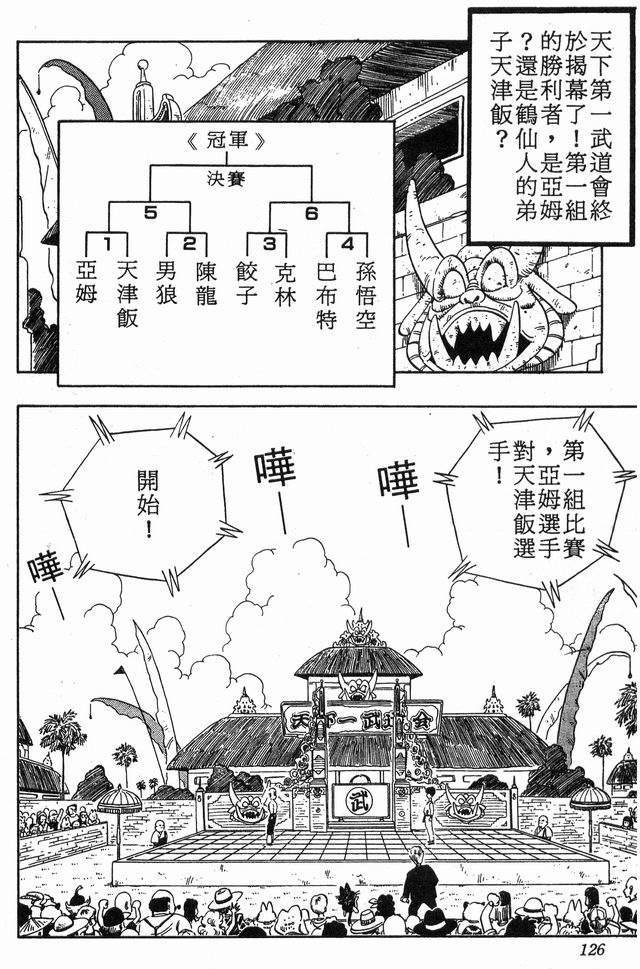 天下第一武道會終
於揭幕了！第一組
的勝利者，是亞姆
？還是鶴仙人的弟
子天津飯？
《冠軍》
決賽
5
6
1
2
3
4
亞姆
天津飯
男狼
陳龍
餃子
克林
巴布特
孫悟空
第一組比賽
，亞姆選手
對天津飯選
手！
嘩—
嘩—
開始！
嘩—
天下一武道會
武
126